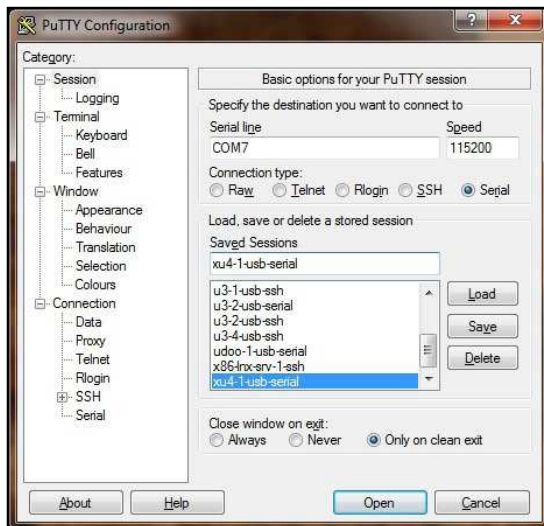 PuTTY Configuration
Category:
Session
Logging
Terminal
Keyboard
Bell
Features
Window
Appearance
Behaviour
Translation
Selection
Colours
Connection
Data
Proxy
Telnet
Rlogin
SSH
Serial
Basic options for your PuTTY session
Specify the destination you want to connect to
Serial line Speed
COM7 115200
Connection type:
Raw Telnet Rlogin SSH Serial
Load, save or delete a stored session
Saved Sessions
xu4-1-usb-serial
u3-1-usb-ssh
u3-2-usb-serial
u3-2-usb-ssh
u3-4-usb-ssh
udoo-1-usb-serial
x86-lnx-srv-1-ssh
xu4-1-usb-serial
Load
Save
Delete
Close window on exit:
Always Never Only on clean exit
About Help Open Cancel